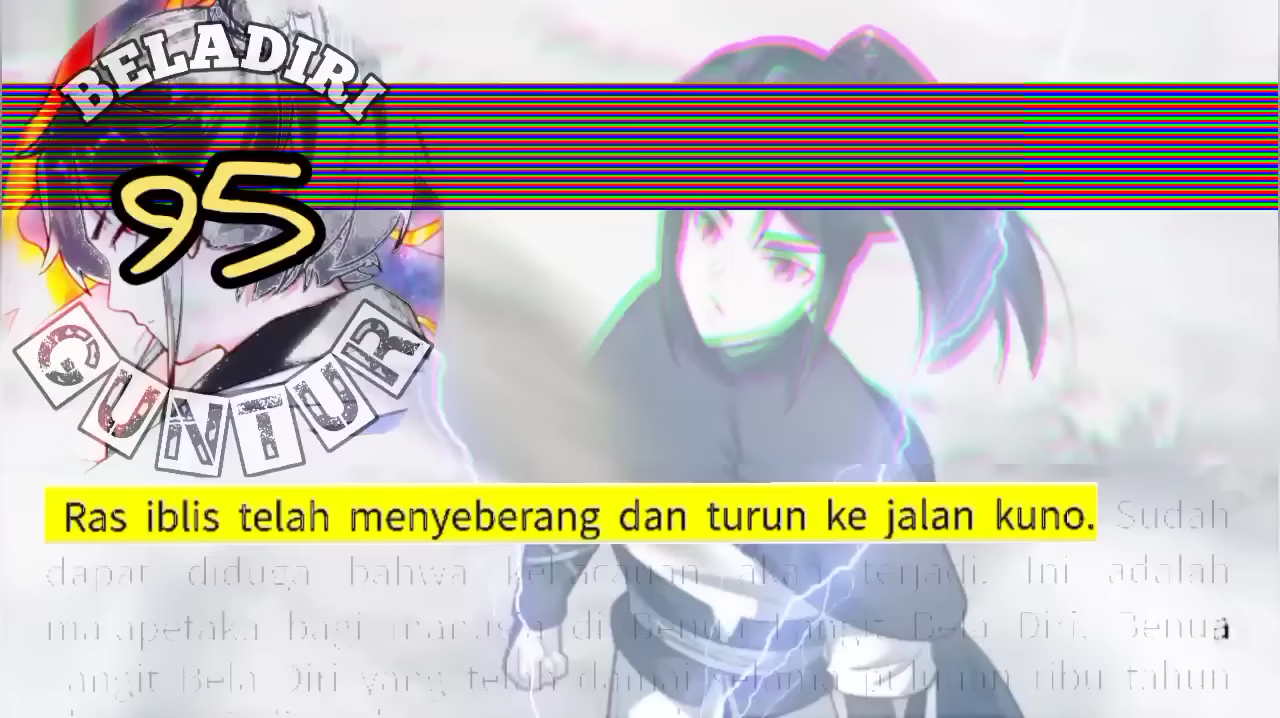 BELADIRI
95
GUNTUR
Ras iblis telah menyeberang dan turun ke jalan kuno. Sudah
dapat diduga bahwa kekacauan akan terjadi. Ini adalah
malapetaka bagi manusia di Benua Langit Bela Diri. Benua
Langit Bela Diri yang telah damai selama puluhan ribu tahun